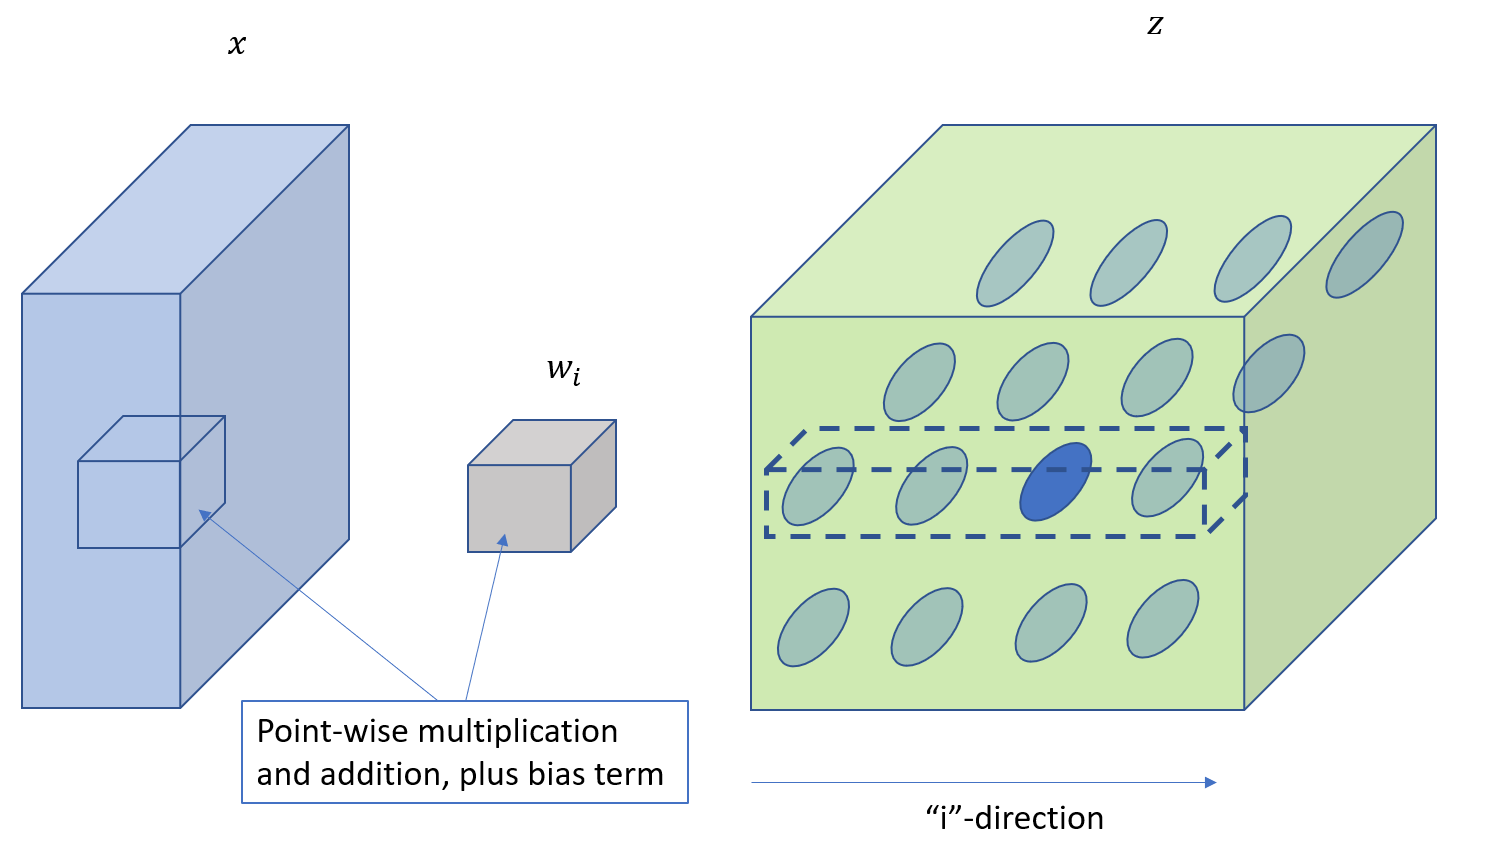 x
z
w_i
Point-wise multiplication
and addition, plus bias term
“i”-direction